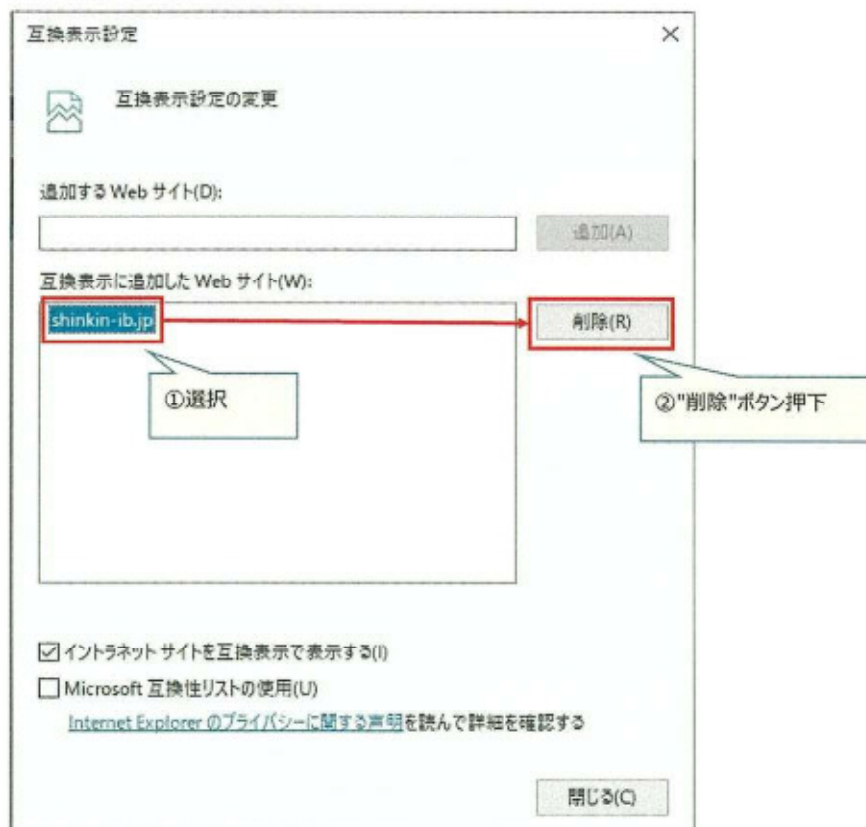 互換表示設定
互換表示設定の変更
追加する Web サイト(D):
追加(A)
互換表示に追加した Web サイト(W):
shinkin-ib.jp
削除(R)
①選択
②"削除"ボタン押下
イントラネット サイトを互換表示で表示する(I)
Microsoft 互換性リストの使用(U)
Internet Explorer のプライバシーに関する声明を読んで詳細を確認する
閉じる(C)